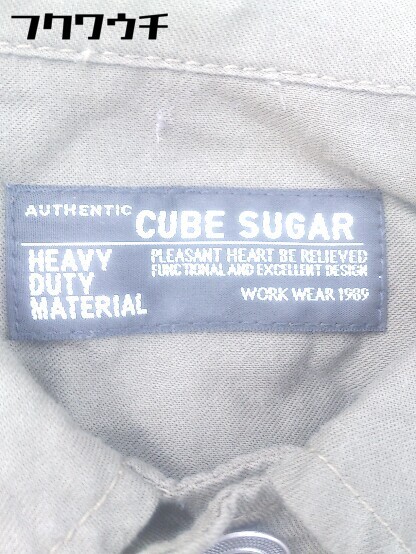 フクワウチ
AUTHENTIC CUBE SUGAR
HEAVY DUTY MATERIAL
PLEASANT HEART BE RELIEVED
FUNCTIONAL AND EXCELLENT DESIGN
WORK WEAR 1989